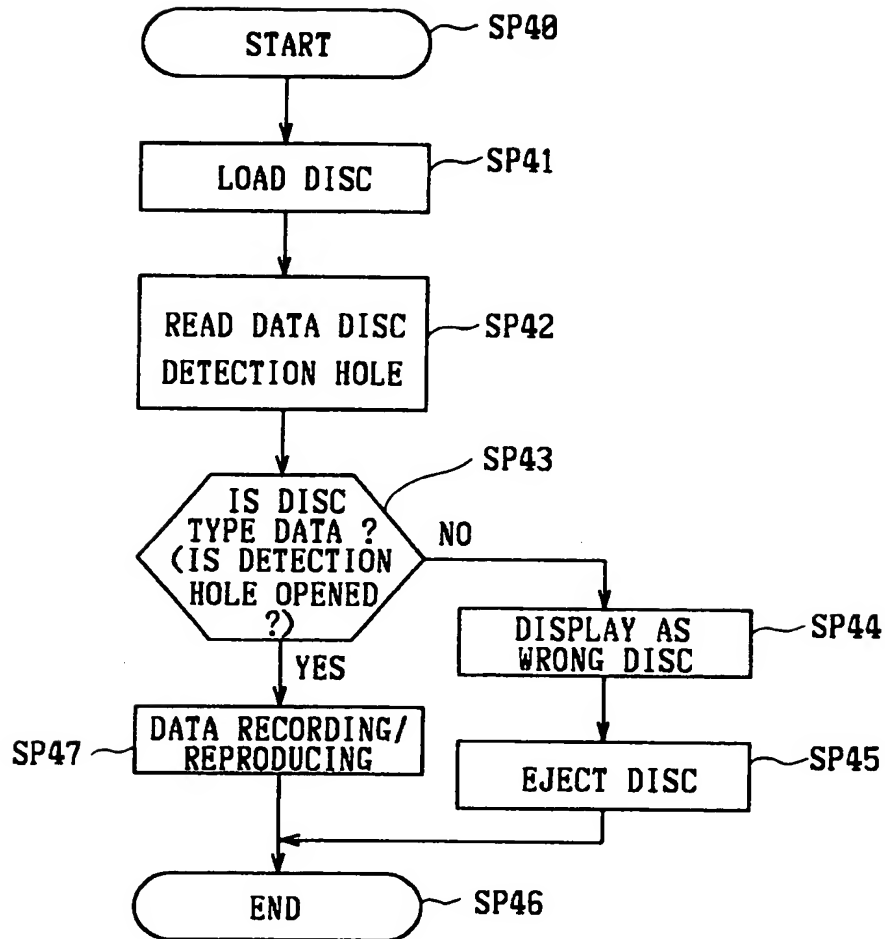 START
SP40
LOAD DISC
SP41
READ DATA DISC
DETECTION HOLE
SP42
SP43
IS DISC
TYPE DATA ?
(IS DETECTION
HOLE OPENED
?)
NO
YES
DISPLAY AS
WRONG DISC
SP44
DATA RECORDING/
REPRODUCING
SP47
EJECT DISC
SP45
END
SP46